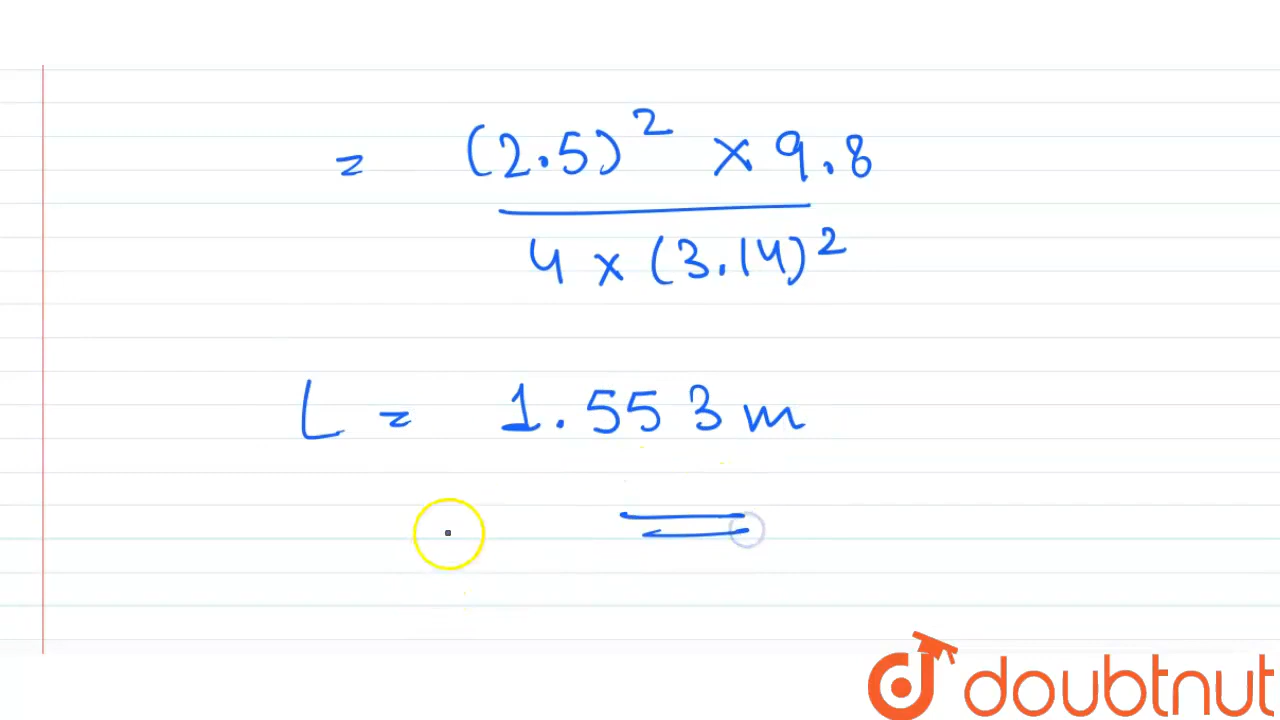 = (2.5)² × 9.8
4 × (3.14)²
L = 1.553 m
doubtnut